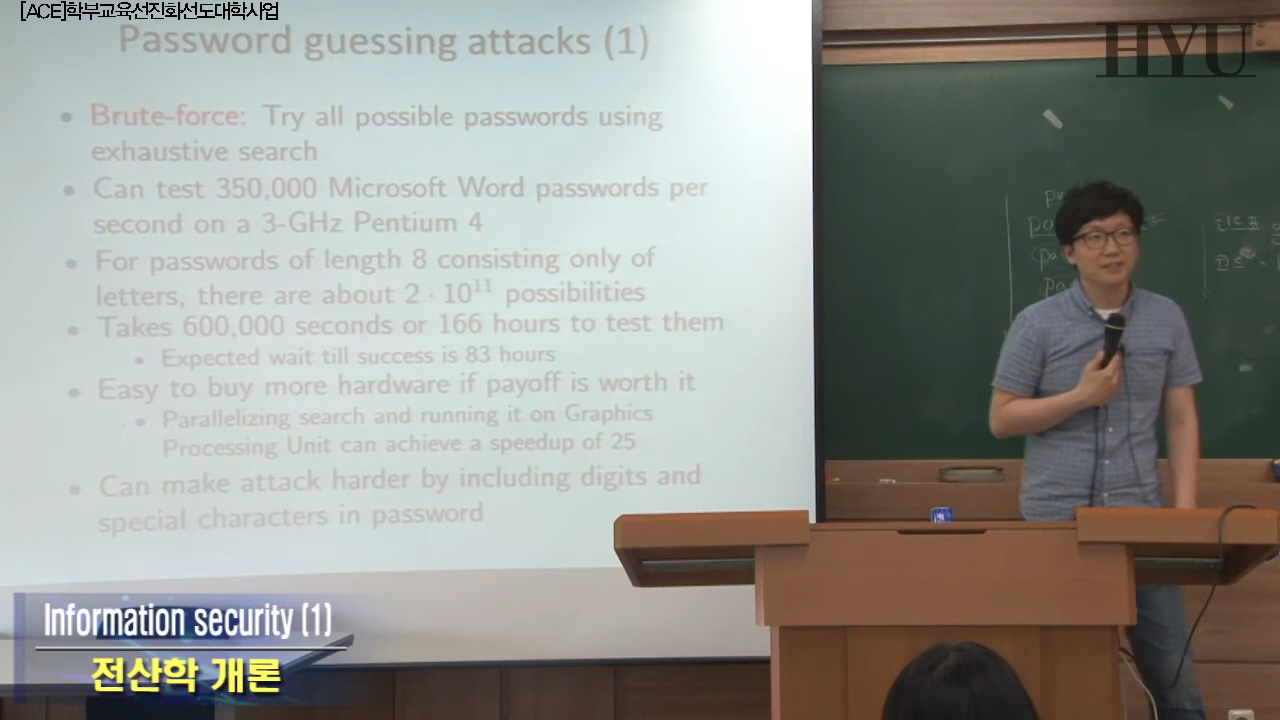 [ACE]학부교육선진화선도대학사업
Password guessing attacks (1)
HYU
• Brute-force: Try all possible passwords using
exhaustive search
• Can test 350,000 Microsoft Word passwords per
second on a 3-GHz Pentium 4
• For passwords of length 8 consisting only of
letters, there are about 2 · 10¹¹ possibilities
• Takes 600,000 seconds or 166 hours to test them
• Expected wait till success is 83 hours
• Easy to buy more hardware if payoff is worth it
• Parallelizing search and running it on Graphics
Processing Unit can achieve a speedup of 25
• Can make attack harder by including digits and
special characters in password
Information security (1)
전산학 개론